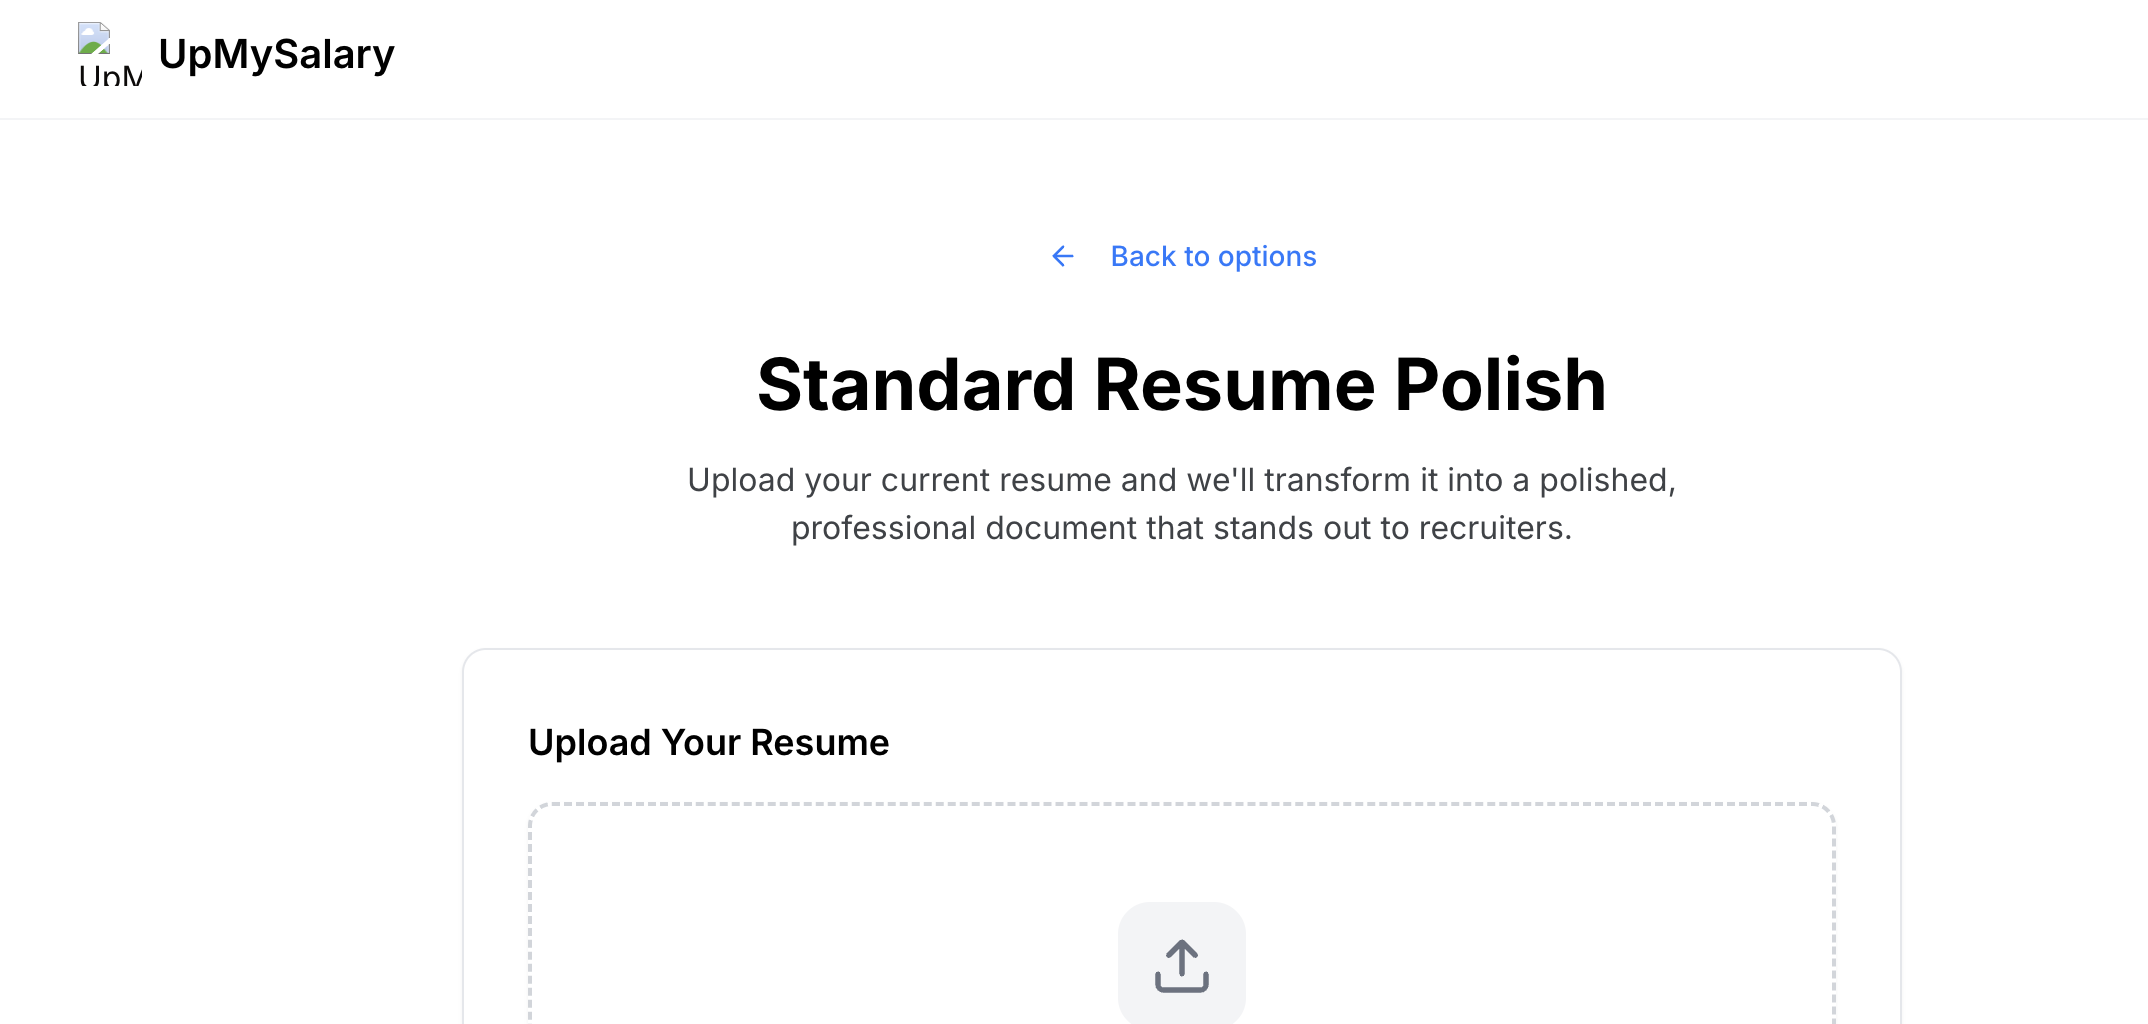 UpM
UpMySalary
Back to options
Standard Resume Polish
Upload your current resume and we'll transform it into a polished,
professional document that stands out to recruiters.
Upload Your Resume